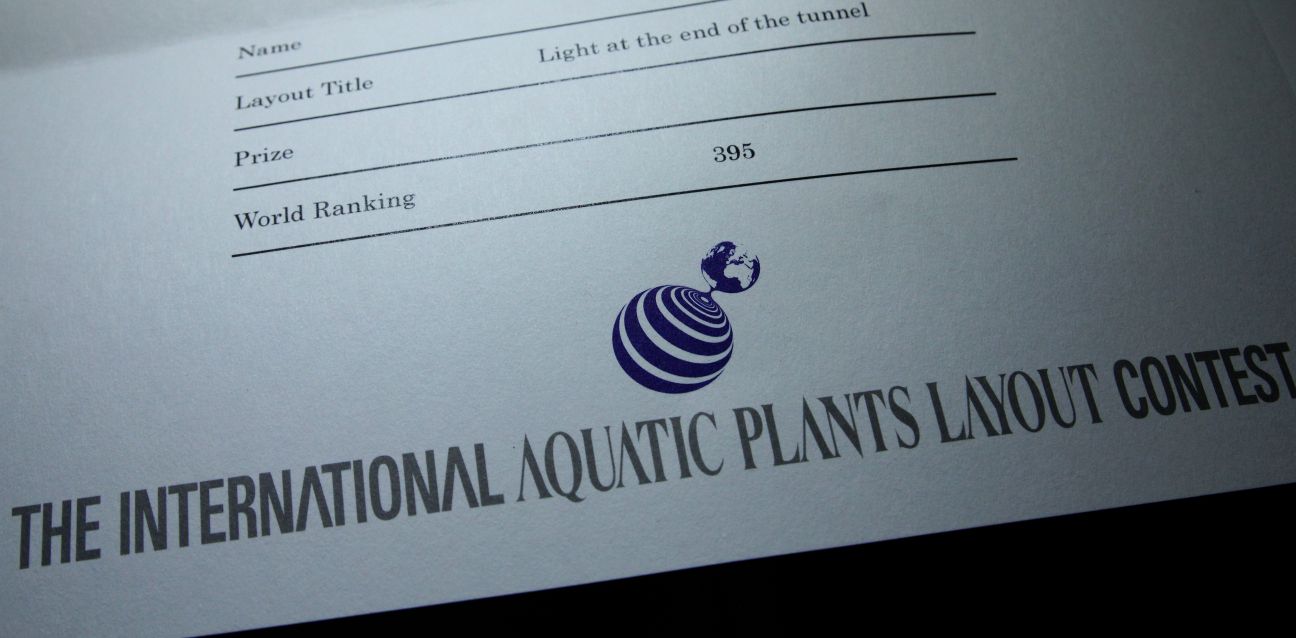 Name
Layout Title Light at the end of the tunnel
Prize
World Ranking 395
THE INTERNATIONAL AQUATIC PLANTS LAYOUT CONTEST